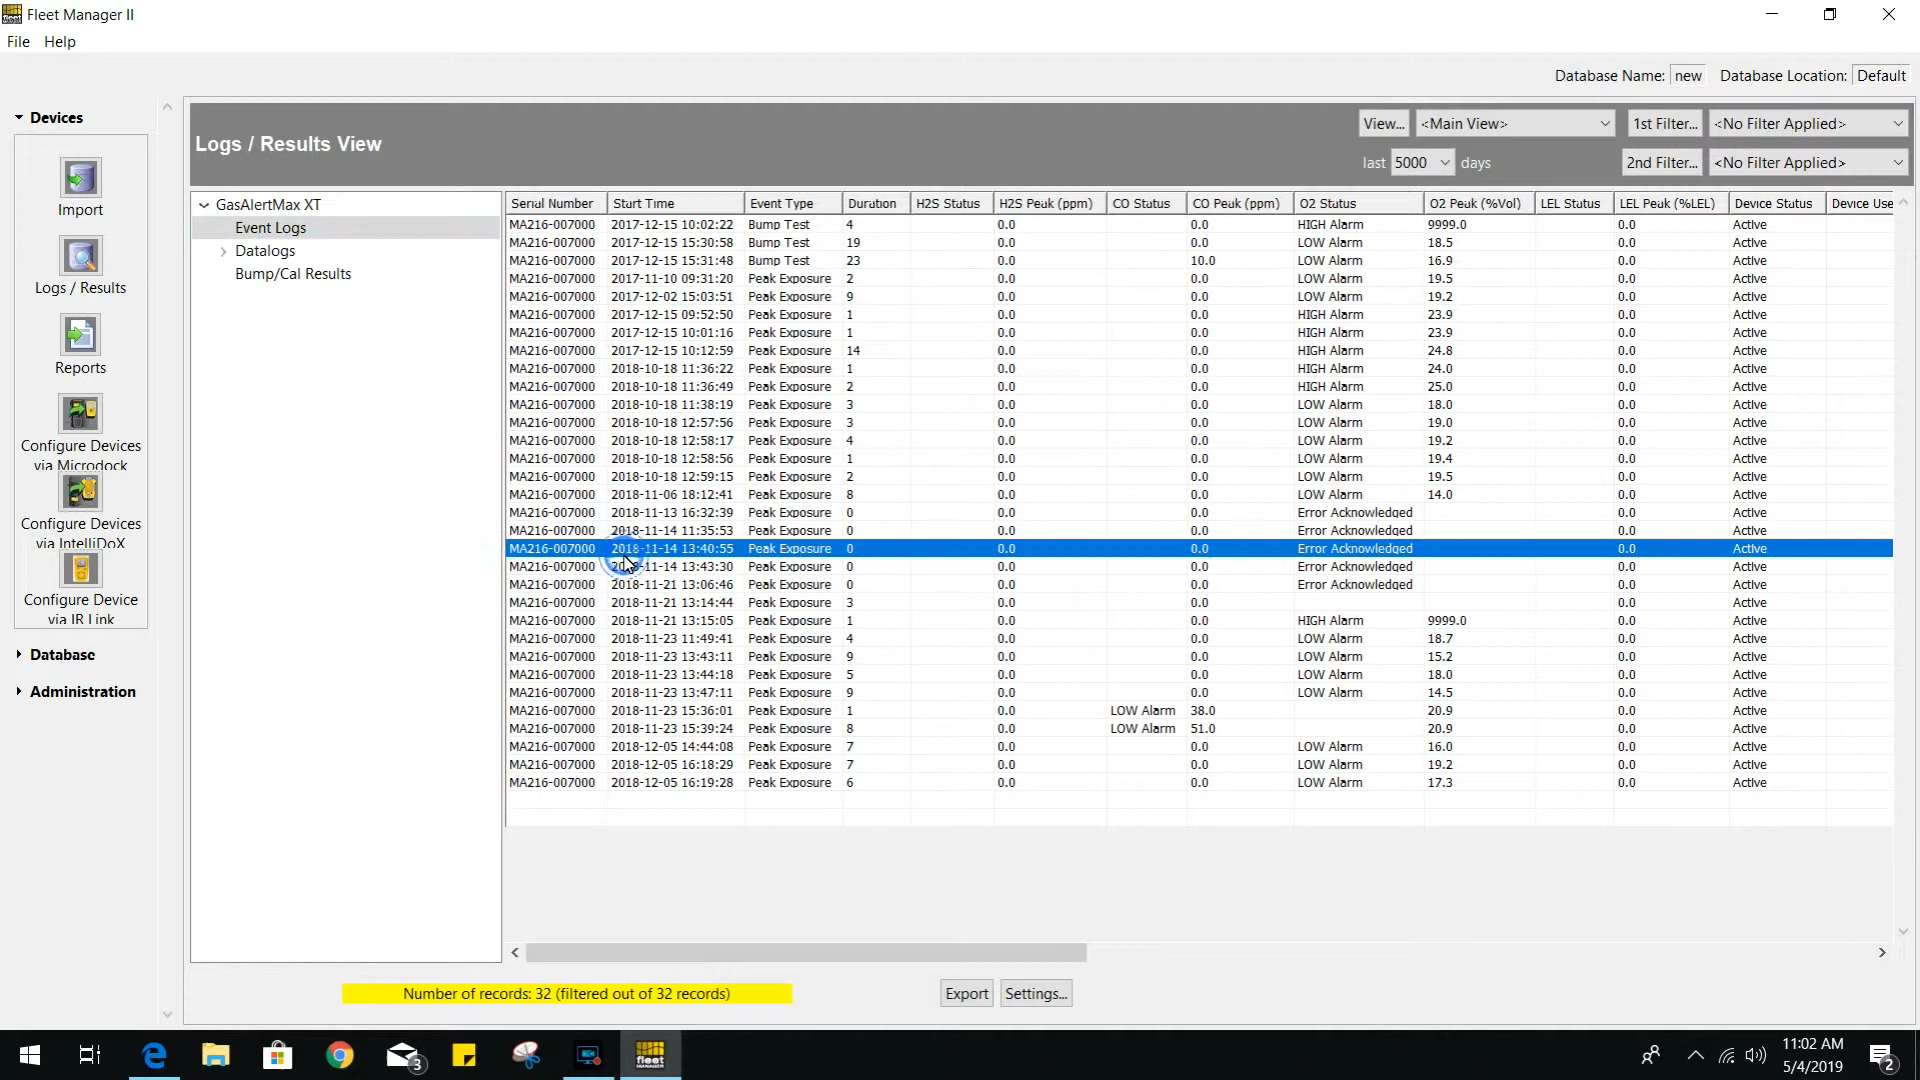 Fleet Manager II
File Help
Database Name: new Database Location: Default
Devices
Import
Logs / Results
Reports
Configure Devices
via Microdock
Configure Devices
via IntelliDoX
Configure Device
via IR Link
Database
Administration
Logs / Results View
View... <Main View> 1st Filter... <No Filter Applied>
last 5000 days 2nd Filter... <No Filter Applied>
GasAlertMax XT
Event Logs
Datalogs
Bump/Cal Results
Serial Number Start Time Event Type Duration H2S Status H2S Peak (ppm) CO Status CO Peak (ppm) O2 Status O2 Peak (%Vol) LEL Status LEL Peak (%LEL) Device Status Device Use
MA216-007000 2017-12-15 10:02:22 Bump Test 4 0.0 0.0 HIGH Alarm 9999.0 0.0 Active
MA216-007000 2017-12-15 15:30:58 Bump Test 19 0.0 0.0 LOW Alarm 18.5 0.0 Active
MA216-007000 2017-12-15 15:31:48 Bump Test 23 0.0 10.0 LOW Alarm 16.9 0.0 Active
MA216-007000 2017-11-10 09:31:20 Peak Exposure 2 0.0 0.0 LOW Alarm 19.5 0.0 Active
MA216-007000 2017-12-02 15:03:51 Peak Exposure 9 0.0 0.0 LOW Alarm 19.2 0.0 Active
MA216-007000 2017-12-15 09:52:50 Peak Exposure 1 0.0 0.0 HIGH Alarm 23.9 0.0 Active
MA216-007000 2017-12-15 10:01:16 Peak Exposure 1 0.0 0.0 HIGH Alarm 23.9 0.0 Active
MA216-007000 2017-12-15 10:12:59 Peak Exposure 14 0.0 0.0 HIGH Alarm 24.8 0.0 Active
MA216-007000 2018-10-18 11:36:22 Peak Exposure 1 0.0 0.0 HIGH Alarm 24.0 0.0 Active
MA216-007000 2018-10-18 11:36:49 Peak Exposure 2 0.0 0.0 HIGH Alarm 25.0 0.0 Active
MA216-007000 2018-10-18 11:38:19 Peak Exposure 3 0.0 0.0 LOW Alarm 18.0 0.0 Active
MA216-007000 2018-10-18 12:57:56 Peak Exposure 3 0.0 0.0 LOW Alarm 19.0 0.0 Active
MA216-007000 2018-10-18 12:58:17 Peak Exposure 4 0.0 0.0 LOW Alarm 19.2 0.0 Active
MA216-007000 2018-10-18 12:58:56 Peak Exposure 1 0.0 0.0 LOW Alarm 19.4 0.0 Active
MA216-007000 2018-10-18 12:59:15 Peak Exposure 2 0.0 0.0 LOW Alarm 19.5 0.0 Active
MA216-007000 2018-11-06 18:12:41 Peak Exposure 8 0.0 0.0 LOW Alarm 14.0 0.0 Active
MA216-007000 2018-11-13 16:32:39 Peak Exposure 0 0.0 0.0 Error Acknowledged 0.0 Active
MA216-007000 2018-11-14 11:35:53 Peak Exposure 0 0.0 0.0 Error Acknowledged 0.0 Active
MA216-007000 2018-11-14 13:40:55 Peak Exposure 0 0.0 0.0 Error Acknowledged 0.0 Active
MA216-007000 2018-11-14 13:43:30 Peak Exposure 0 0.0 0.0 Error Acknowledged 0.0 Active
MA216-007000 2018-11-21 13:06:46 Peak Exposure 0 0.0 0.0 Error Acknowledged 0.0 Active
MA216-007000 2018-11-21 13:14:44 Peak Exposure 3 0.0 0.0 0.0 Active
MA216-007000 2018-11-21 13:15:05 Peak Exposure 1 0.0 0.0 HIGH Alarm 9999.0 0.0 Active
MA216-007000 2018-11-23 11:49:41 Peak Exposure 4 0.0 0.0 LOW Alarm 18.7 0.0 Active
MA216-007000 2018-11-23 13:43:11 Peak Exposure 9 0.0 0.0 LOW Alarm 15.2 0.0 Active
MA216-007000 2018-11-23 13:44:18 Peak Exposure 5 0.0 0.0 LOW Alarm 18.0 0.0 Active
MA216-007000 2018-11-23 13:47:11 Peak Exposure 9 0.0 0.0 LOW Alarm 14.5 0.0 Active
MA216-007000 2018-11-23 15:36:01 Peak Exposure 1 0.0 LOW Alarm 38.0 20.9 0.0 Active
MA216-007000 2018-11-23 15:39:24 Peak Exposure 8 0.0 LOW Alarm 51.0 20.9 0.0 Active
MA216-007000 2018-12-05 14:44:08 Peak Exposure 7 0.0 0.0 LOW Alarm 16.0 0.0 Active
MA216-007000 2018-12-05 16:18:29 Peak Exposure 7 0.0 0.0 LOW Alarm 19.2 0.0 Active
MA216-007000 2018-12-05 16:19:28 Peak Exposure 6 0.0 0.0 LOW Alarm 17.3 0.0 Active
Number of records: 32 (filtered out of 32 records) Export Settings...
3
fleet
MANAGER
11:02 AM
5/4/2019
2